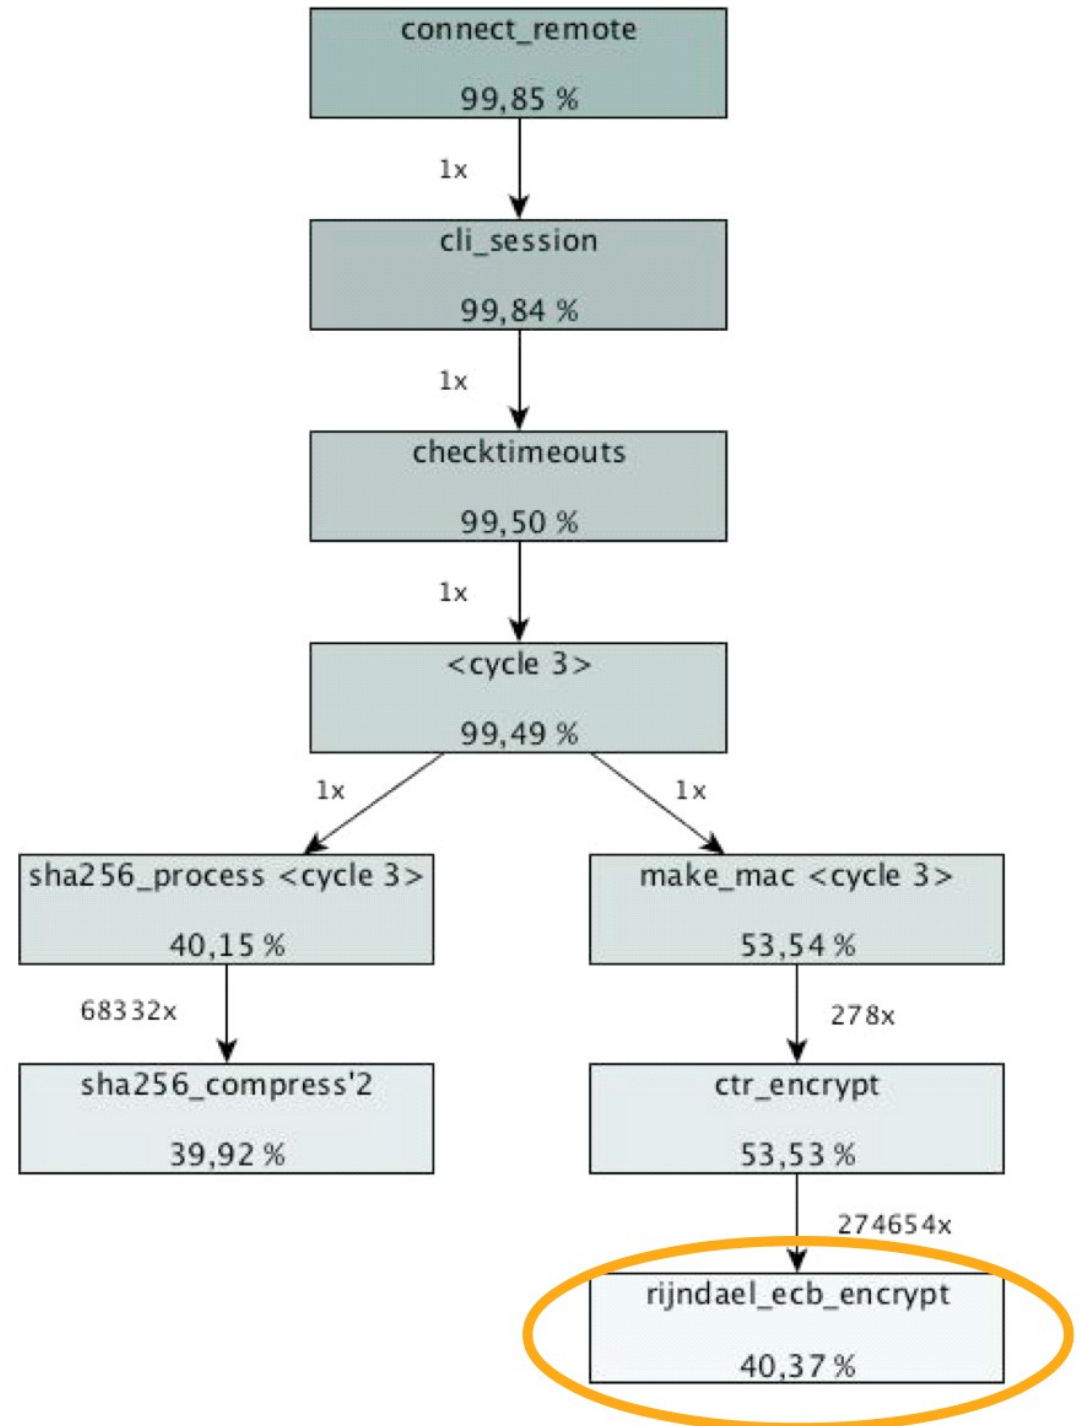 connect_remote
99,85 %
1x
cli_session
99,84 %
1x
checktimeouts
99,50 %
1x
<cycle 3>
99,49 %
1x
1x
sha256_process <cycle 3>
40,15 %
make_mac <cycle 3>
53,54 %
68332x
278x
sha256_compress'2
39,92 %
ctr_encrypt
53,53 %
274654x
rijndael_ecb_encrypt
40,37 %